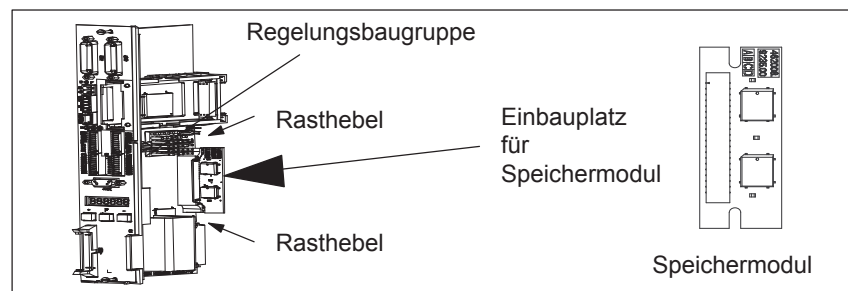 Regelungsbaugruppe
Rasthebel
Einbauplatz
für
Speichermodul
Rasthebel
Speichermodul